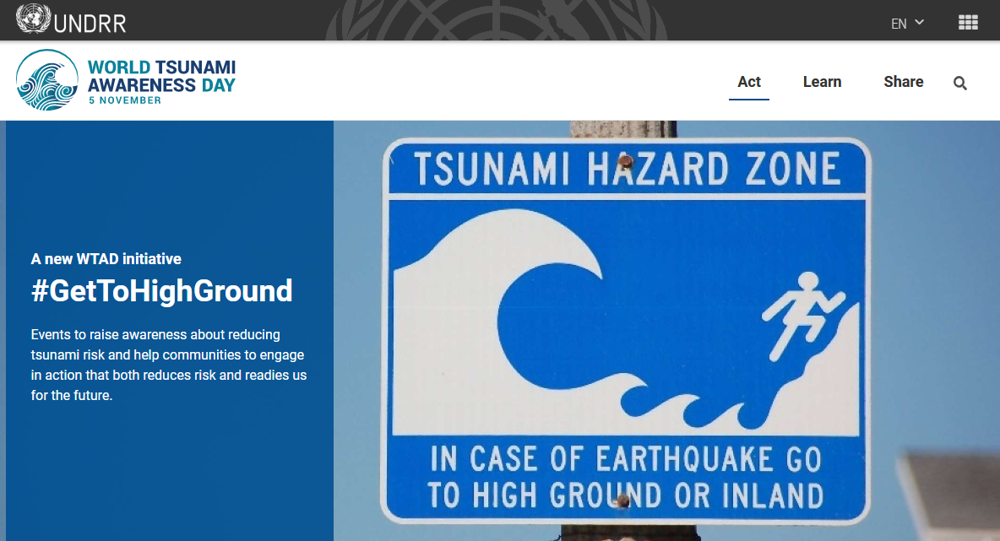 UNDRR
EN
WORLD TSUNAMI
AWARENESS DAY
5 NOVEMBER
Act
Learn
Share
A new WTAD initiative
#GetToHighGround
Events to raise awareness about reducing
tsunami risk and help communities to engage
in action that both reduces risk and readies us
for the future.
TSUNAMI HAZARD ZONE
IN CASE OF EARTHQUAKE GO
TO HIGH GROUND OR INLAND